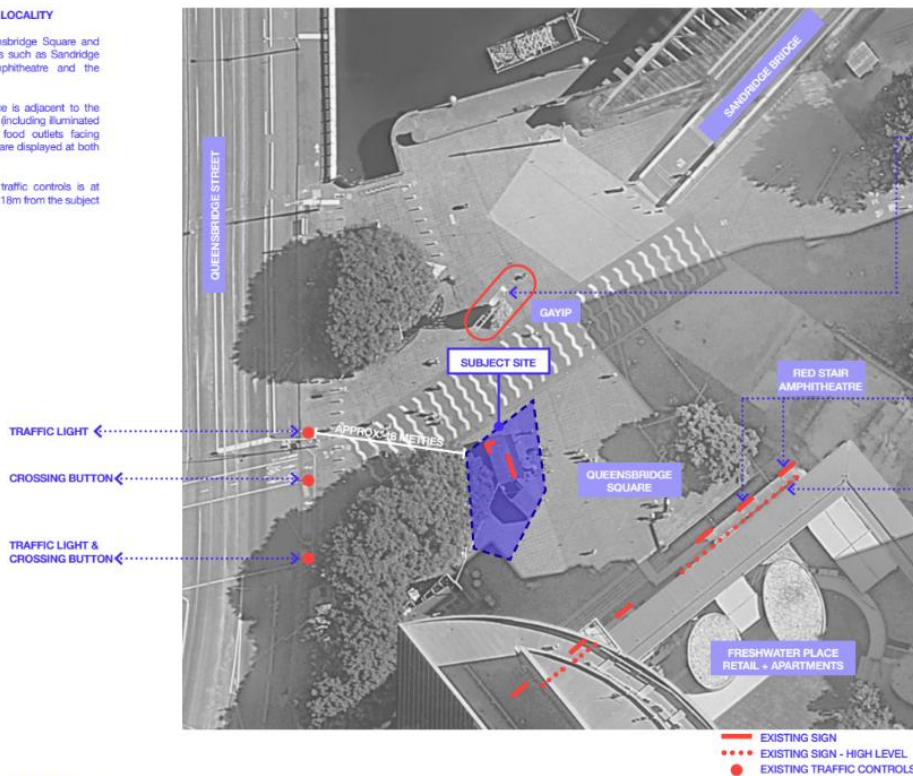 LOCALITY
nsbridge Square and
s such as Sandridge
phitheatre and the
ce is adjacent to the
(including illuminated
food outlets facing
are displayed at both
traffic controls is at
18m from the subject
SANDRIDGE BRIDGE
QUEENSBRIDGE STREET
GAYIP
SUBJECT SITE
RED STAIR
AMPHITHEATRE
TRAFFIC LIGHT
APPROX. 18 METRES
CROSSING BUTTON
QUEENSBRIDGE
SQUARE
TRAFFIC LIGHT &
CROSSING BUTTON
FRESHWATER PLACE
RETAIL + APARTMENTS
EXISTING SIGN
EXISTING SIGN - HIGH LEVEL
EXISTING TRAFFIC CONTROLS